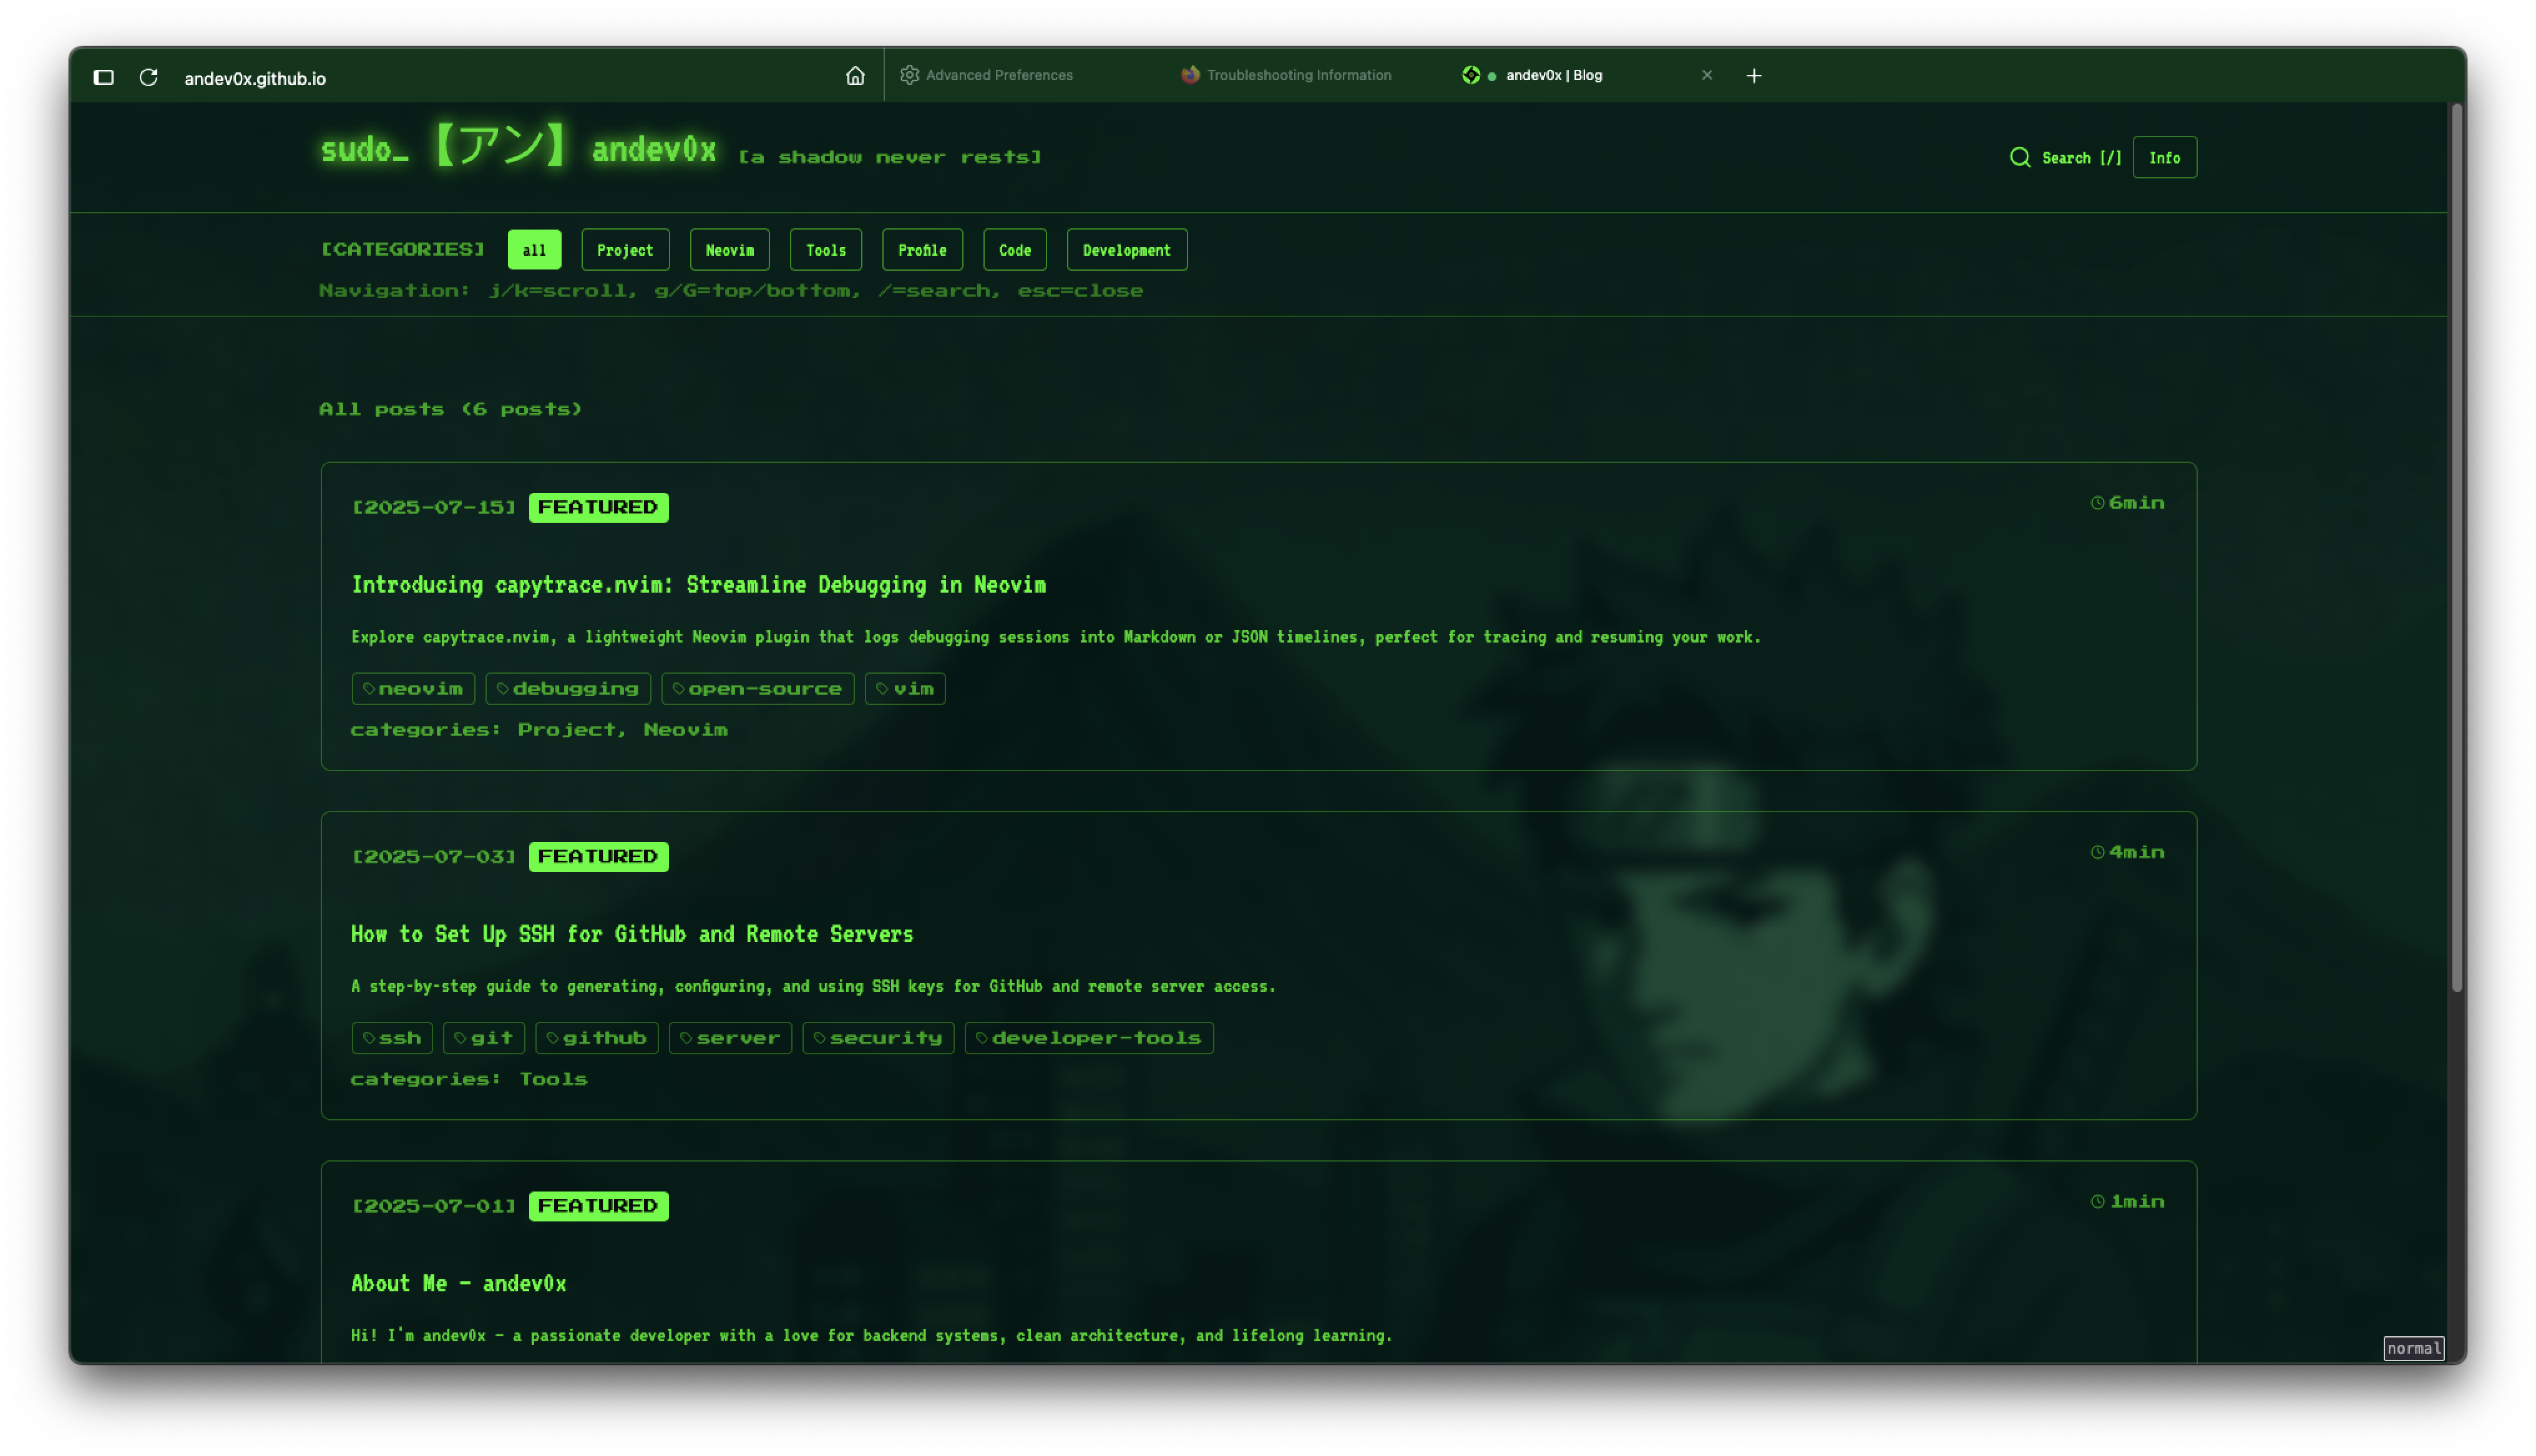 andev0x.github.io
Advanced Preferences
Troubleshooting Information
andev0x | Blog
sudo_【アン】andev0x [a shadow never rests]
Search [/]
Info
[CATEGORIES] all Project Neovim Tools Profile Code Development
Navigation: j/k=scroll, g/G=top/bottom, /=search, esc=close
All posts (6 posts)
[2025-07-15] FEATURED
6min
Introducing capytrace.nvim: Streamline Debugging in Neovim
Explore capytrace.nvim, a lightweight Neovim plugin that logs debugging sessions into Markdown or JSON timelines, perfect for tracing and resuming your work.
neovim debugging open-source vim
categories: Project, Neovim
[2025-07-03] FEATURED
4min
How to Set Up SSH for GitHub and Remote Servers
A step-by-step guide to generating, configuring, and using SSH keys for GitHub and remote server access.
ssh git github server security developer-tools
categories: Tools
[2025-07-01] FEATURED
1min
About Me - andev0x
Hi! I'm andev0x - a passionate developer with a love for backend systems, clean architecture, and lifelong learning.
normal